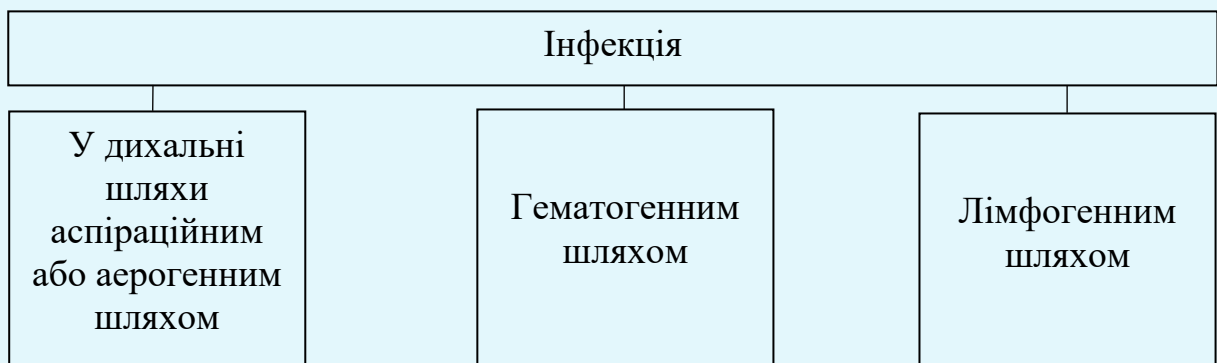 Інфекція
У дихальні
шляхи
аспіраційним
або аерогенним
шляхом
Гематогенним
шляхом
Лімфогенним
шляхом